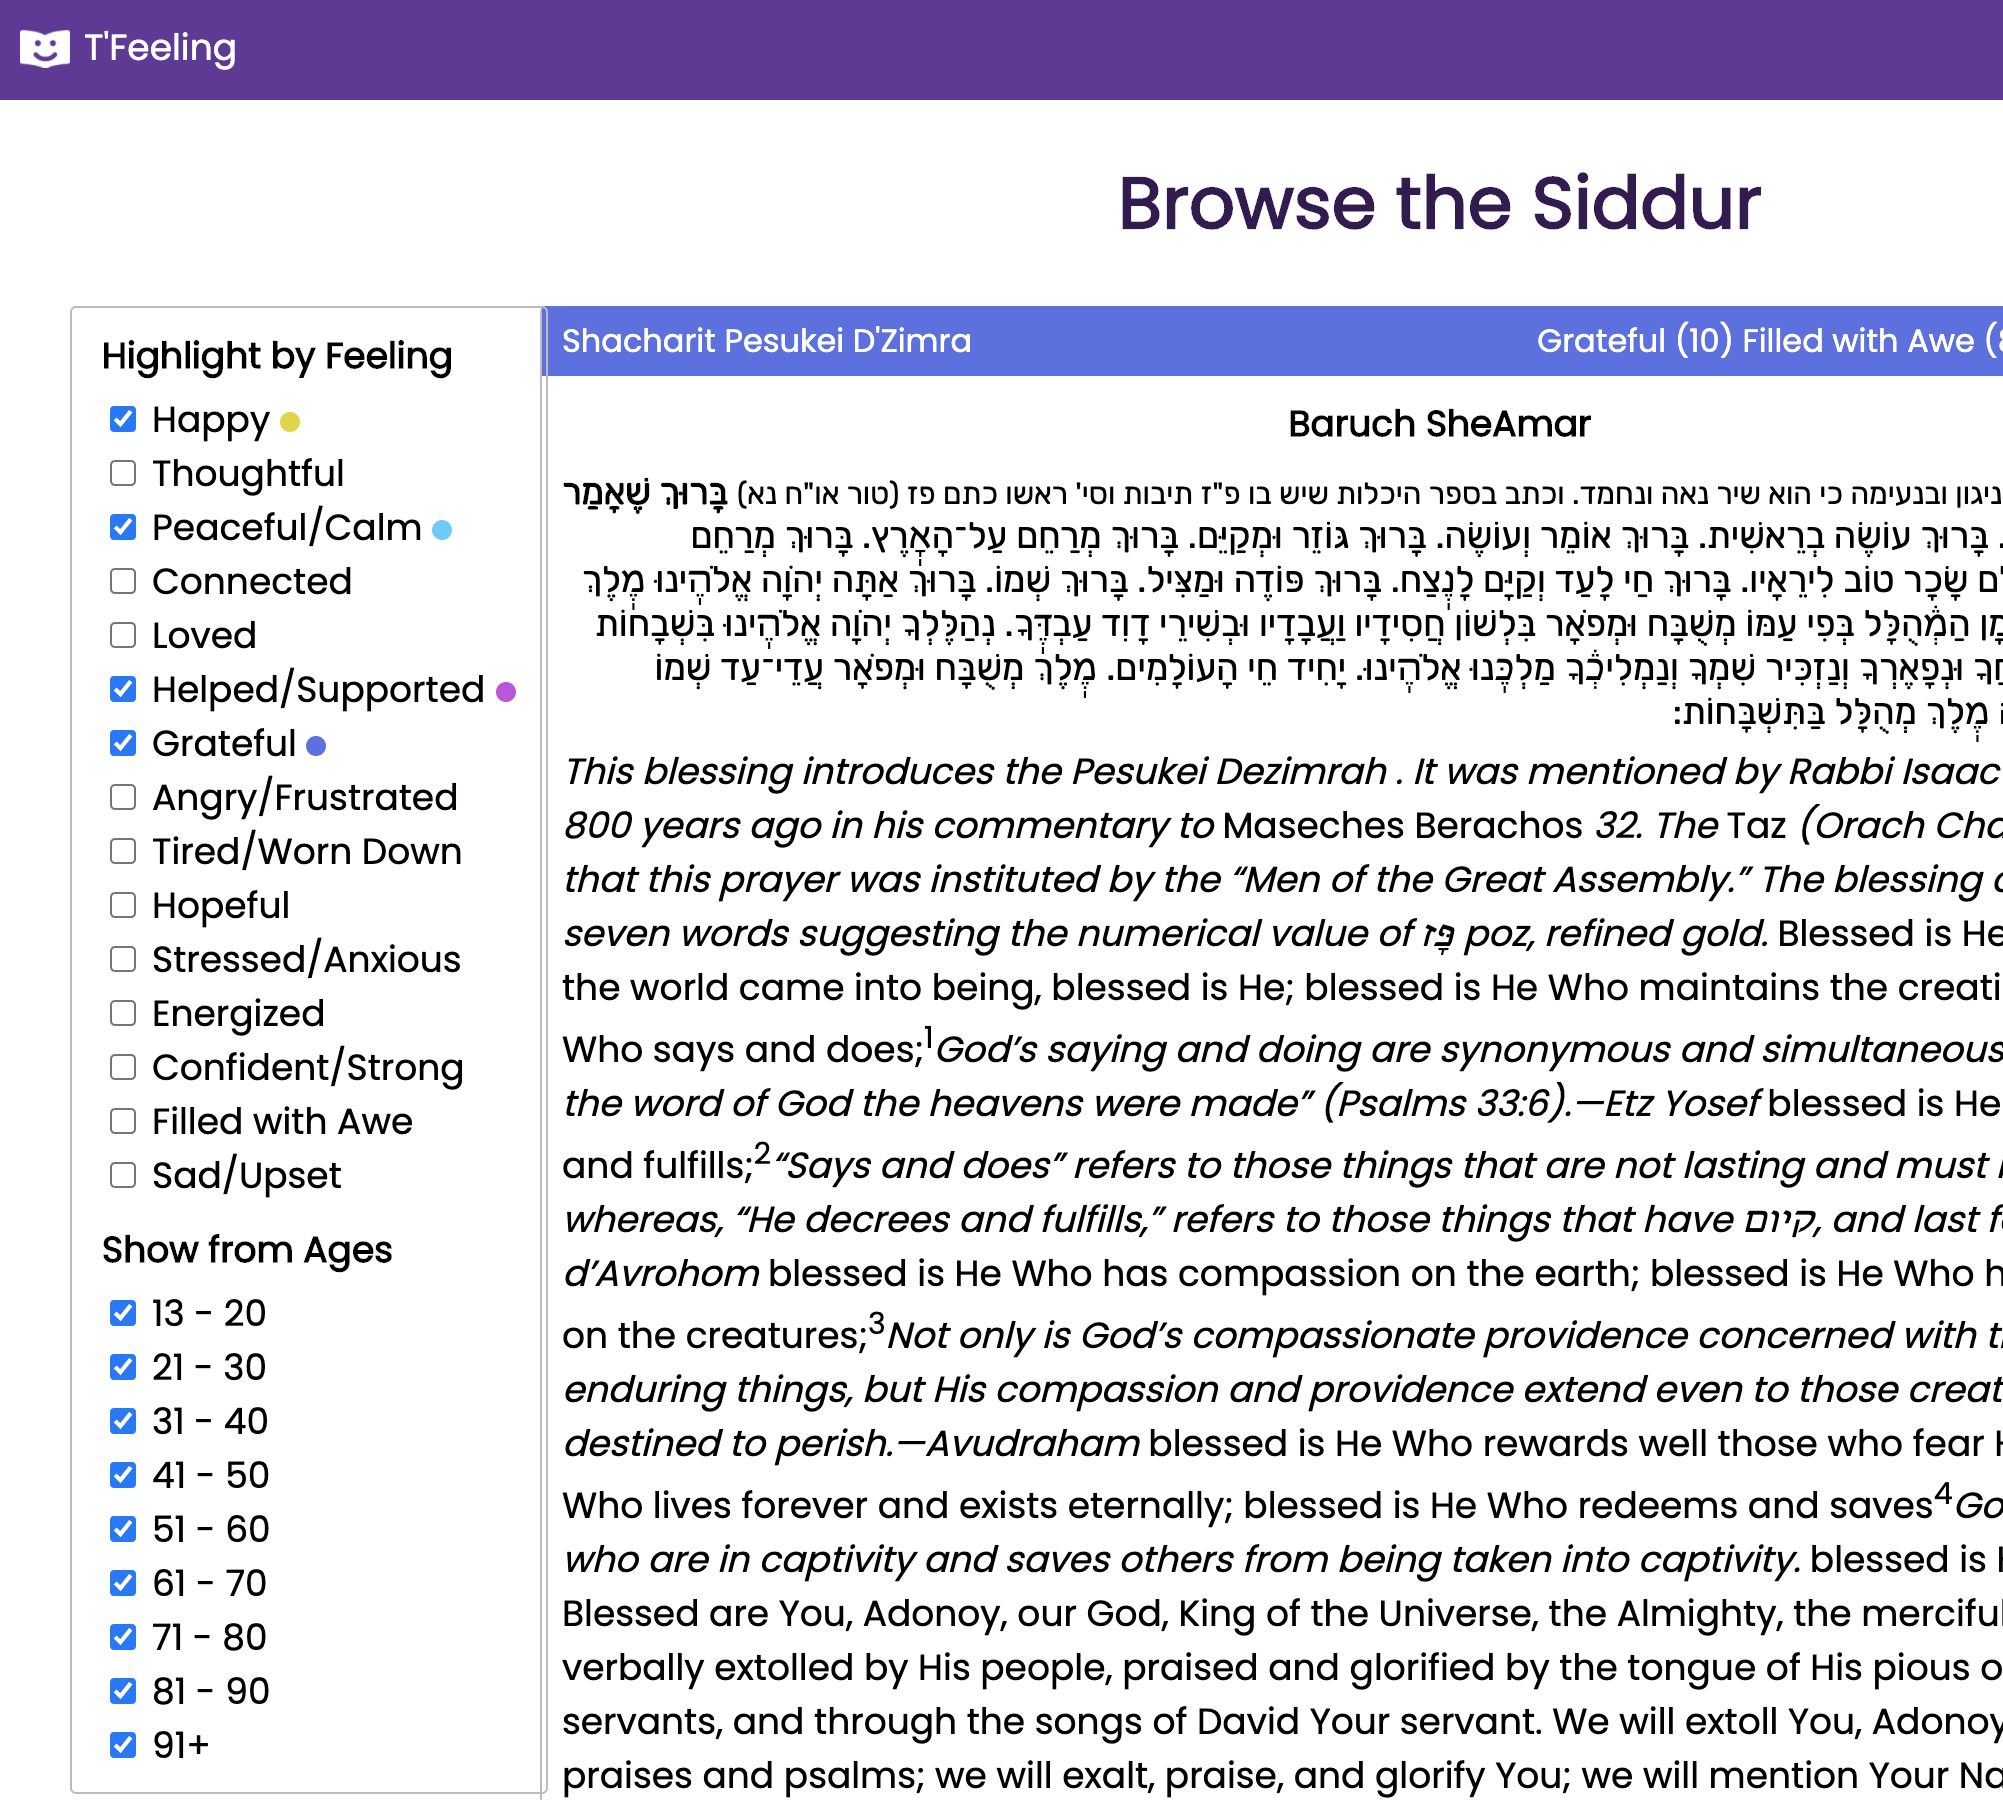 T'Feeling
Browse the Siddur
Highlight by Feeling
Happy
Thoughtful
Peaceful/Calm
Connected
Loved
Helped/Supported
Grateful
Angry/Frustrated
Tired/Worn Down
Hopeful
Stressed/Anxious
Energized
Confident/Strong
Filled with Awe
Sad/Upset
Show from Ages
13 - 20
21 - 30
31 - 40
41 - 50
51 - 60
61 - 70
71 - 80
81 - 90
91+
Shacharit Pesukei D'Zimra
Grateful (10) Filled with Awe (
Baruch SheAmar
ניגון ובנעימה כי הוא שיר נאה ונחמד. וכתב בספר היכלות שיש בו פ"ז תיבות וסי' ראשו כתם פז (טור או"ח נא) בָּרוּךְ שֶׁאָמַר
בָּרוּךְ עוֹשֶׂה בְרֵאשִׁית. בָּרוּךְ אוֹמֵר וְעוֹשֶׂה. בָּרוּךְ גּוֹזֵר וּמְקַיֵּם. בָּרוּךְ מְרַחֵם עַל־הָאָֽרֶץ. בָּרוּךְ מְרַחֵם
שָׂכָר טוֹב לִירֵאָיו. בָּרוּךְ חַי לָעַד וְקַיָּם לָנֶֽצַח. בָּרוּךְ פּוֹדֶה וּמַצִּיל. בָּרוּךְ שְׁמוֹ. בָּרוּךְ אַתָּה יְהֹוָה אֱלֹהֵֽינוּ מֶֽלֶךְ
הַמְּ֒הֻלָּל בְּפִי עַמּוֹ מְשֻׁבָּח וּמְפֹאָר בִּלְשׁוֹן חֲסִידָיו וַעֲבָדָיו וּבְשִׁירֵי דָוִד עַבְדֶּֽךָ. נְהַלֶּלְךָ יְהֹוָה אֱלֹהֵֽינוּ בִּשְׁבָחוֹת
וּנְפָאֶרְךָ וְנַזְכִּיר שִׁמְךָ וְנַמְלִיכְ֒ךָ מַלְכֵּֽנוּ אֱלֹהֵֽינוּ. יָחִיד חֵי הָעוֹלָמִים. מֶֽלֶךְ מְשֻׁבָּח וּמְפֹאָר עֲדֵי־עַד שְׁמוֹ
מֶֽלֶךְ מְהֻלָּל בַּתִּשְׁבָּחוֹת:
This blessing introduces the Pesukei Dezimrah . It was mentioned by Rabbi Isaac
800 years ago in his commentary to Maseches Berachos 32. The Taz (Orach Cha
that this prayer was instituted by the “Men of the Great Assembly.” The blessing
seven words suggesting the numerical value of פָּז poz, refined gold. Blessed is He
the world came into being, blessed is He; blessed is He Who maintains the creati
Who says and does;1God’s saying and doing are synonymous and simultaneous
the word of God the heavens were made” (Psalms 33:6).—Etz Yosef blessed is He
and fulfills;2“Says and does” refers to those things that are not lasting and must
whereas, “He decrees and fulfills,” refers to those things that have קיום, and last
d’Avrohom blessed is He Who has compassion on the earth; blessed is He Who h
on the creatures;3Not only is God’s compassionate providence concerned with
enduring things, but His compassion and providence extend even to those creat
destined to perish.—Avudraham blessed is He Who rewards well those who fear
Who lives forever and exists eternally; blessed is He Who redeems and saves4Go
who are in captivity and saves others from being taken into captivity. blessed is
Blessed are You, Adonoy, our God, King of the Universe, the Almighty, the merciful
verbally extolled by His people, praised and glorified by the tongue of His pious
servants, and through the songs of David Your servant. We will extoll You, Adonoy
praises and psalms; we will exalt, praise, and glorify You; we will mention Your Na